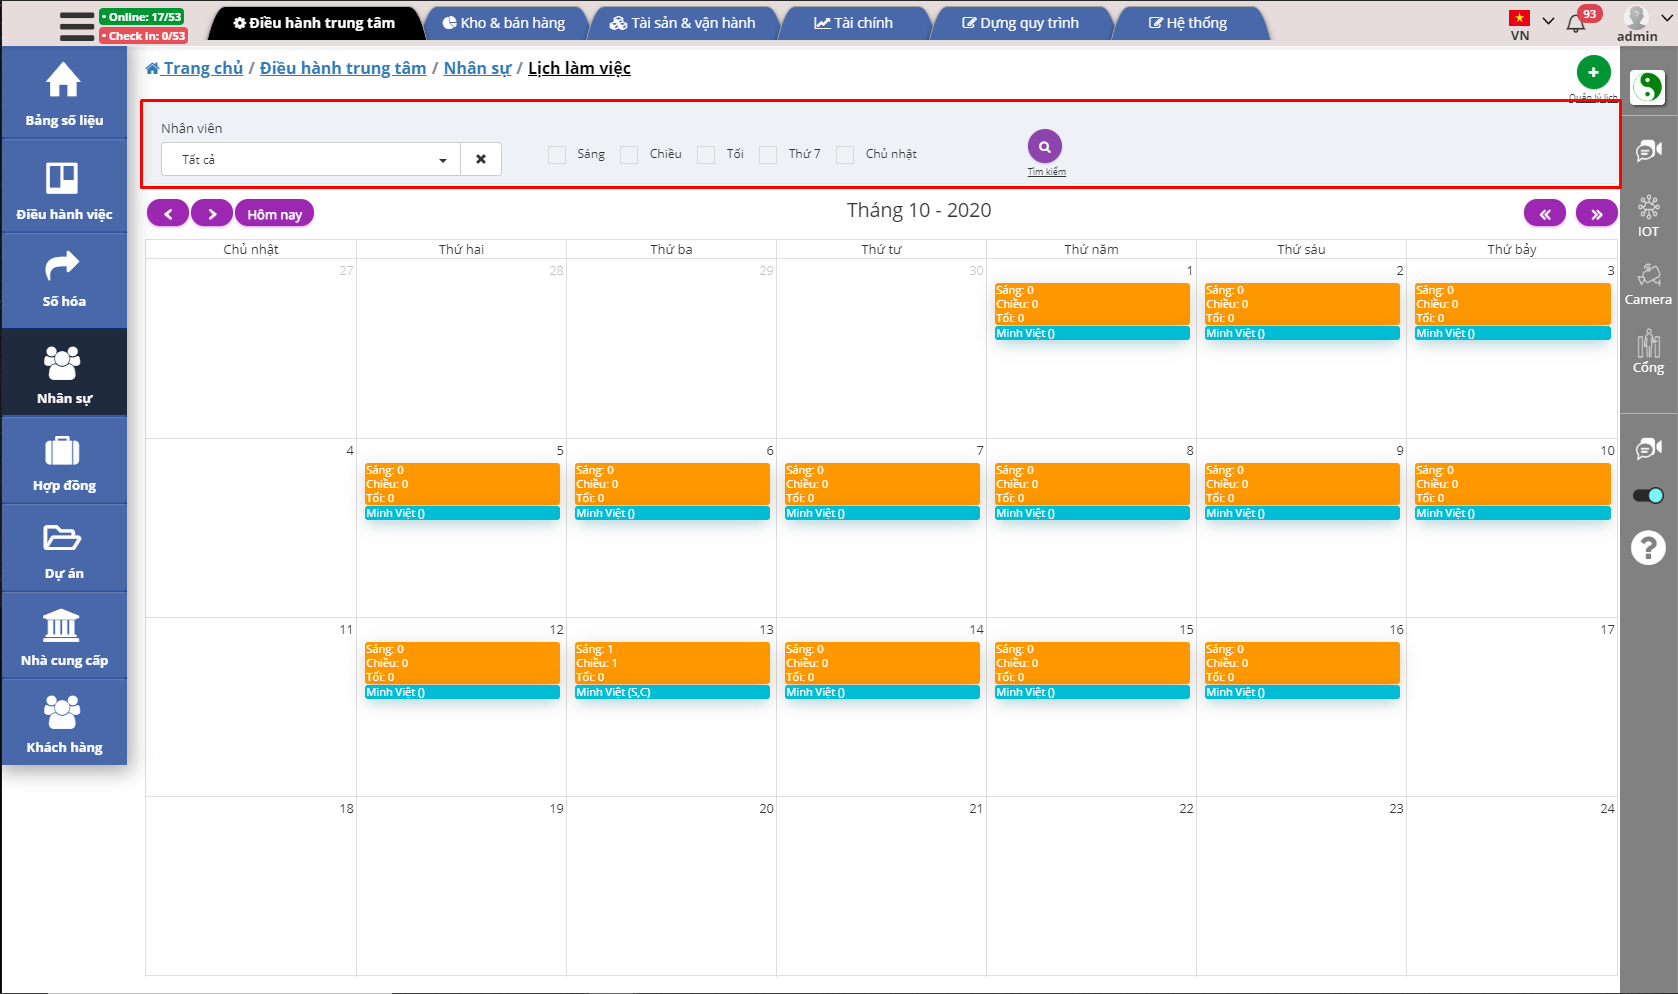 • Online: 17/53
• Check In: 0/53
Điều hành trung tâm
Kho & bán hàng
Tài sản & vận hành
Tài chính
Dựng quy trình
Hệ thống
VN
93
admin
Trang chủ / Điều hành trung tâm / Nhân sự / Lịch làm việc
Quản lý lịch
Bảng số liệu
Điều hành việc
Số hóa
Nhân sự
Hợp đồng
Dự án
Nhà cung cấp
Khách hàng
Nhân viên
Tất cả
Sáng
Chiều
Tối
Thứ 7
Chủ nhật
Tìm kiếm
Hôm nay
Tháng 10 - 2020
Chủ nhật Thứ hai Thứ ba Thứ tư Thứ năm Thứ sáu Thứ bảy
27 28 29 30 1 2 3
Sáng: 0 Sáng: 0 Sáng: 0
Chiều: 0 Chiều: 0 Chiều: 0
Tối: 0 Tối: 0 Tối: 0
Minh Việt () Minh Việt () Minh Việt ()
4 5 6 7 8 9 10
Sáng: 0 Sáng: 0 Sáng: 0 Sáng: 0 Sáng: 0 Sáng: 0
Chiều: 0 Chiều: 0 Chiều: 0 Chiều: 0 Chiều: 0 Chiều: 0
Tối: 0 Tối: 0 Tối: 0 Tối: 0 Tối: 0 Tối: 0
Minh Việt () Minh Việt () Minh Việt () Minh Việt () Minh Việt () Minh Việt ()
11 12 13 14 15 16 17
Sáng: 0 Sáng: 1 Sáng: 0 Sáng: 0 Sáng: 0
Chiều: 0 Chiều: 1 Chiều: 0 Chiều: 0 Chiều: 0
Tối: 0 Tối: 0 Tối: 0 Tối: 0 Tối: 0
Minh Việt () Minh Việt (S,C) Minh Việt () Minh Việt () Minh Việt ()
18 19 20 21 22 23 24
IOT
Camera
Cổng